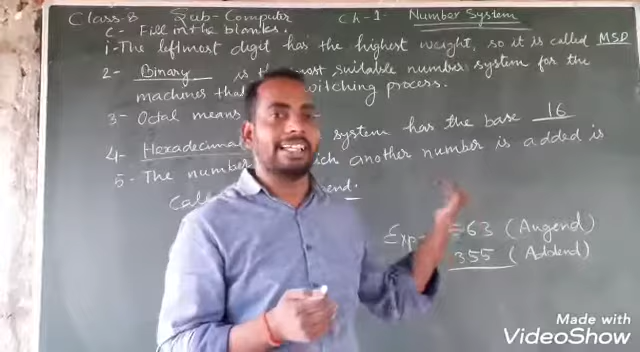 Class-8 Sub-Computer Ch-1 Number System
C- Fill in the blanks.
1- The leftmost digit has the highest weight, so it is called MSD
2- Binary is the most suitable number system for the
machines that switching process.
3- Octal means
4- Hexadecimal system has the base 16
5- The number which another number is added is
end.
Exp- 63 (Augend)
355 (Addend)
Made with
VideoShow